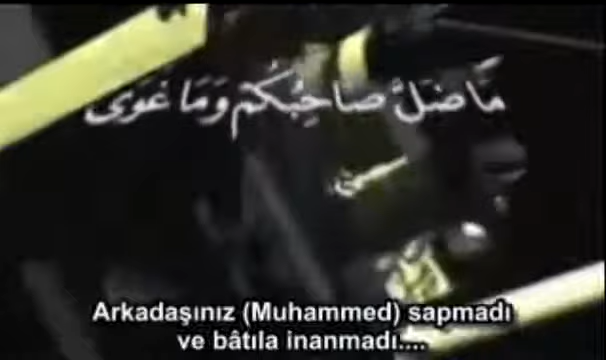 مَا ضَلَّ صَاحِبُكُمْ وَمَا غَوَىٰ
Arkadaşınız (Muhammed) sapmadı
ve bâtıla inanmadı....